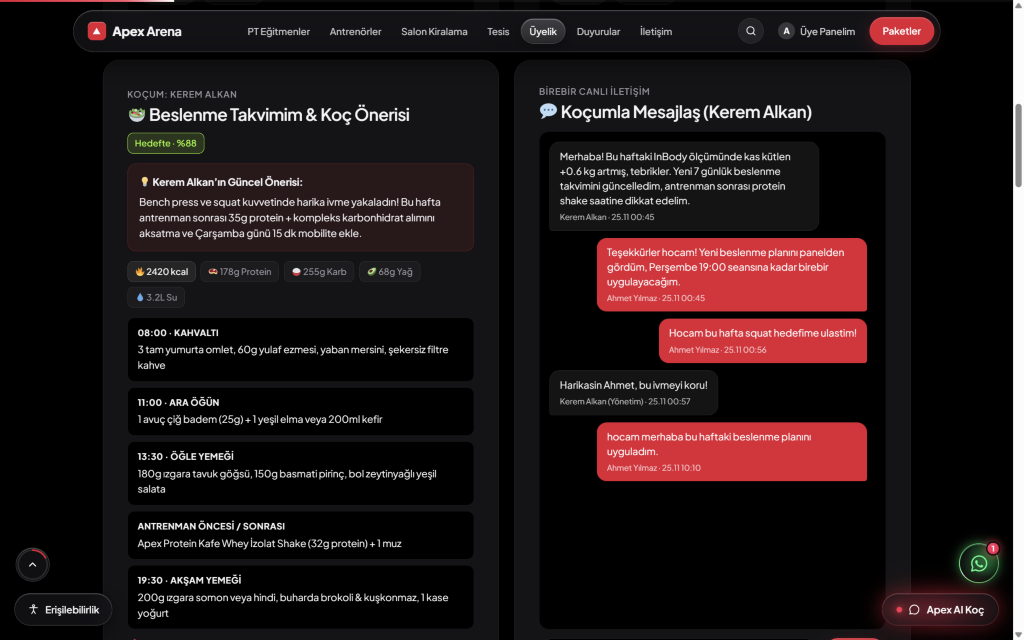 Apex Arena
PT Eğitmenler
Antrenörler
Salon Kiralama
Tesis
Üyelik
Duyurular
İletişim
A
Üye Panelim
Paketler
KOÇUM: KEREM ALKAN
🥗 Beslenme Takvimim & Koç Önerisi
Hedefte · %88
💡 Kerem Alkan'ın Güncel Önerisi:
Bench press ve squat kuvvetinde harika ivme yakaladın! Bu hafta
antrenman sonrası 35g protein + kompleks karbonhidrat alımını
aksatma ve Çarşamba günü 15 dk mobilite ekle.
🔥 2420 kcal
🥩 178g Protein
🍚 255g Karb
🥑 68g Yağ
💧 3.2L Su
08:00 · KAHVALTI
3 tam yumurta omlet, 60g yulaf ezmesi, yaban mersini, şekersiz filtre
kahve
11:00 · ARA ÖĞÜN
1 avuç çiğ badem (25g) + 1 yeşil elma veya 200ml kefir
13:30 · ÖĞLE YEMEĞİ
180g ızgara tavuk göğsü, 150g basmati pirinç, bol zeytinyağlı yeşil
salata
ANTRENMAN ÖNCESİ / SONRASI
Apex Protein Kafe Whey İzolat Shake (32g protein) + 1 muz
19:30 · AKŞAM YEMEĞİ
200g ızgara somon veya hindi, buharda brokoli & kuşkonmaz, 1 kase
yoğurt
BİREBİR CANLI İLETİŞİM
💬 Koçumla Mesajlaş (Kerem Alkan)
Merhaba! Bu haftaki InBody ölçümünde kas kütlen
+0.6 kg artmış, tebrikler. Yeni 7 günlük beslenme
takvimini güncelledim, antrenman sonrası protein
shake saatine dikkat edelim.
Kerem Alkan · 25.11 00:45
Teşekkürler hocam! Yeni beslenme planını panelden
gördüm, Perşembe 19:00 seansına kadar birebir
uygulayacağım.
Ahmet Yılmaz · 25.11 00:45
Hocam bu hafta squat hedefime ulastim!
Ahmet Yılmaz · 25.11 00:56
Harikasin Ahmet, bu ivmeyi koru!
Kerem Alkan (Yönetim) · 25.11 00:57
hocam merhaba bu haftaki beslenme planını
uyguladım.
Ahmet Yılmaz · 25.11 10:10
Erişilebilirlik
1
Apex AI Koç